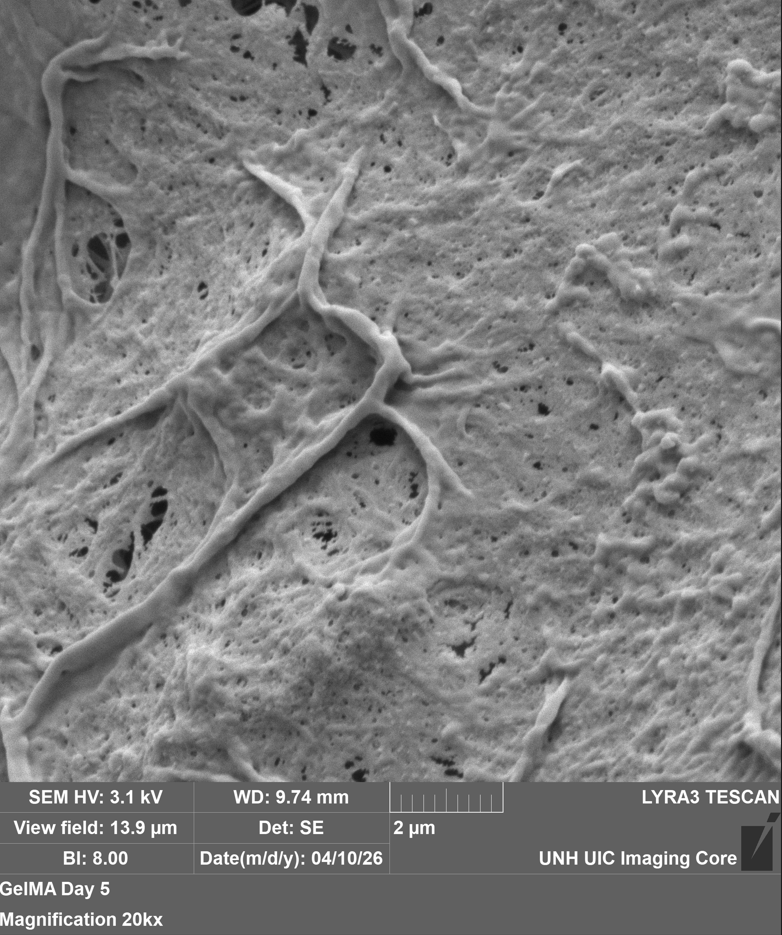 SEM HV: 3.1 kV
WD: 9.74 mm
LYRA3 TESCAN
View field: 13.9 µm
Det: SE
2 µm
BI: 8.00
Date(m/d/y): 04/10/26
UNH UIC Imaging Core
GelMA Day 5
Magnification 20kx